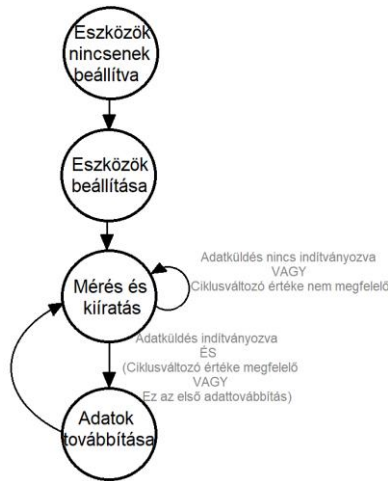 Eszközök
nincsenek
beállítva
Eszközök
beállítása
Adatküldés nincs indítványozva
VAGY
Ciklusváltozó értéke nem megfelelő
Mérés és
kiíratás
Adatküldés indítványozva
ÉS
(Ciklusváltozó értéke megfelelő
VAGY
Ez az első adattovábbítás)
Adatok
továbbítása